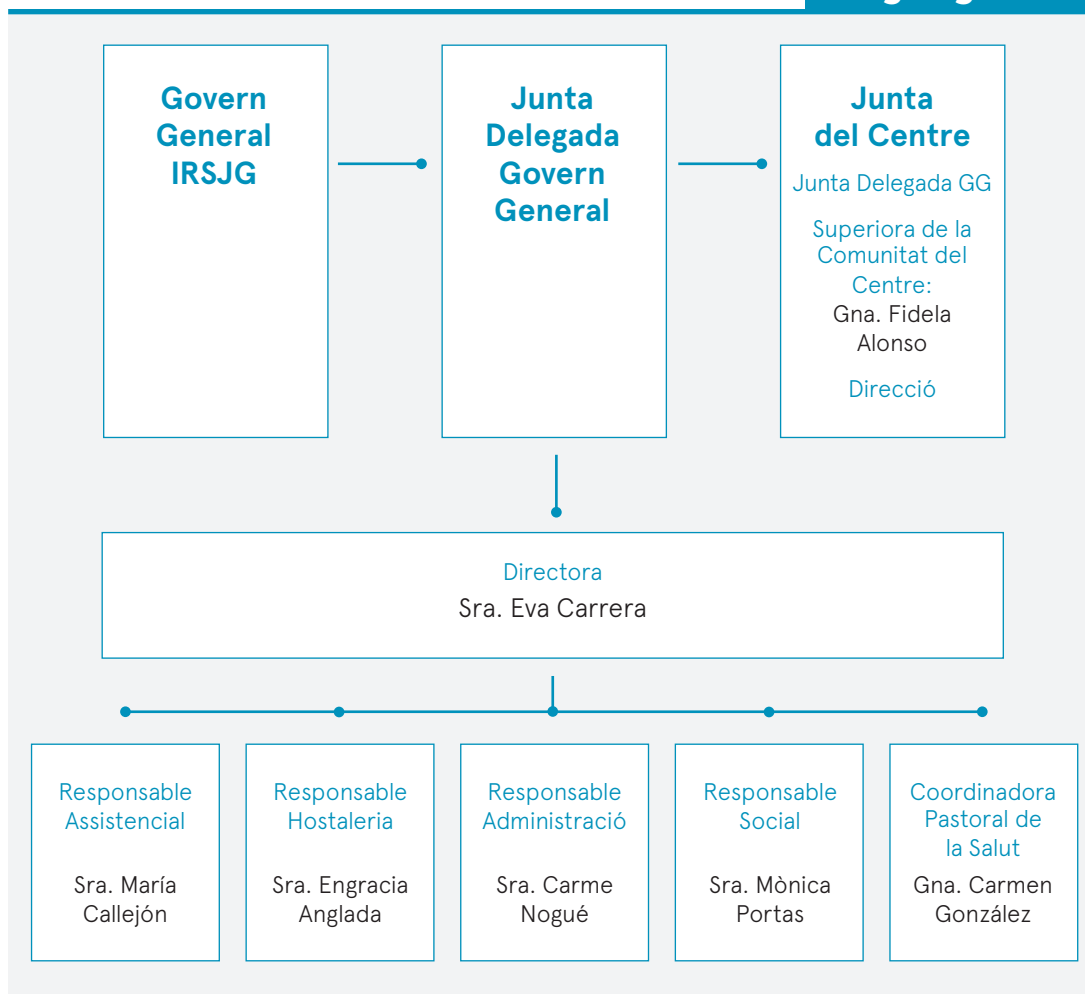 Govern
General
IRSJG
Junta
Delegada
Govern
General
Junta
del Centre
Junta Delegada GG
Superiora de la
Comunitat del
Centre:
Gna. Fidela
Alonso
Direcció
Directora
Sra. Eva Carrera
Responsable
Assistencial
Sra. María
Callejón
Responsable
Hostaleria
Sra. Engracia
Anglada
Responsable
Administració
Sra. Carme
Nogué
Responsable
Social
Sra. Mònica
Portas
Coordinadora
Pastoral de
la Salut
Gna. Carmen
González